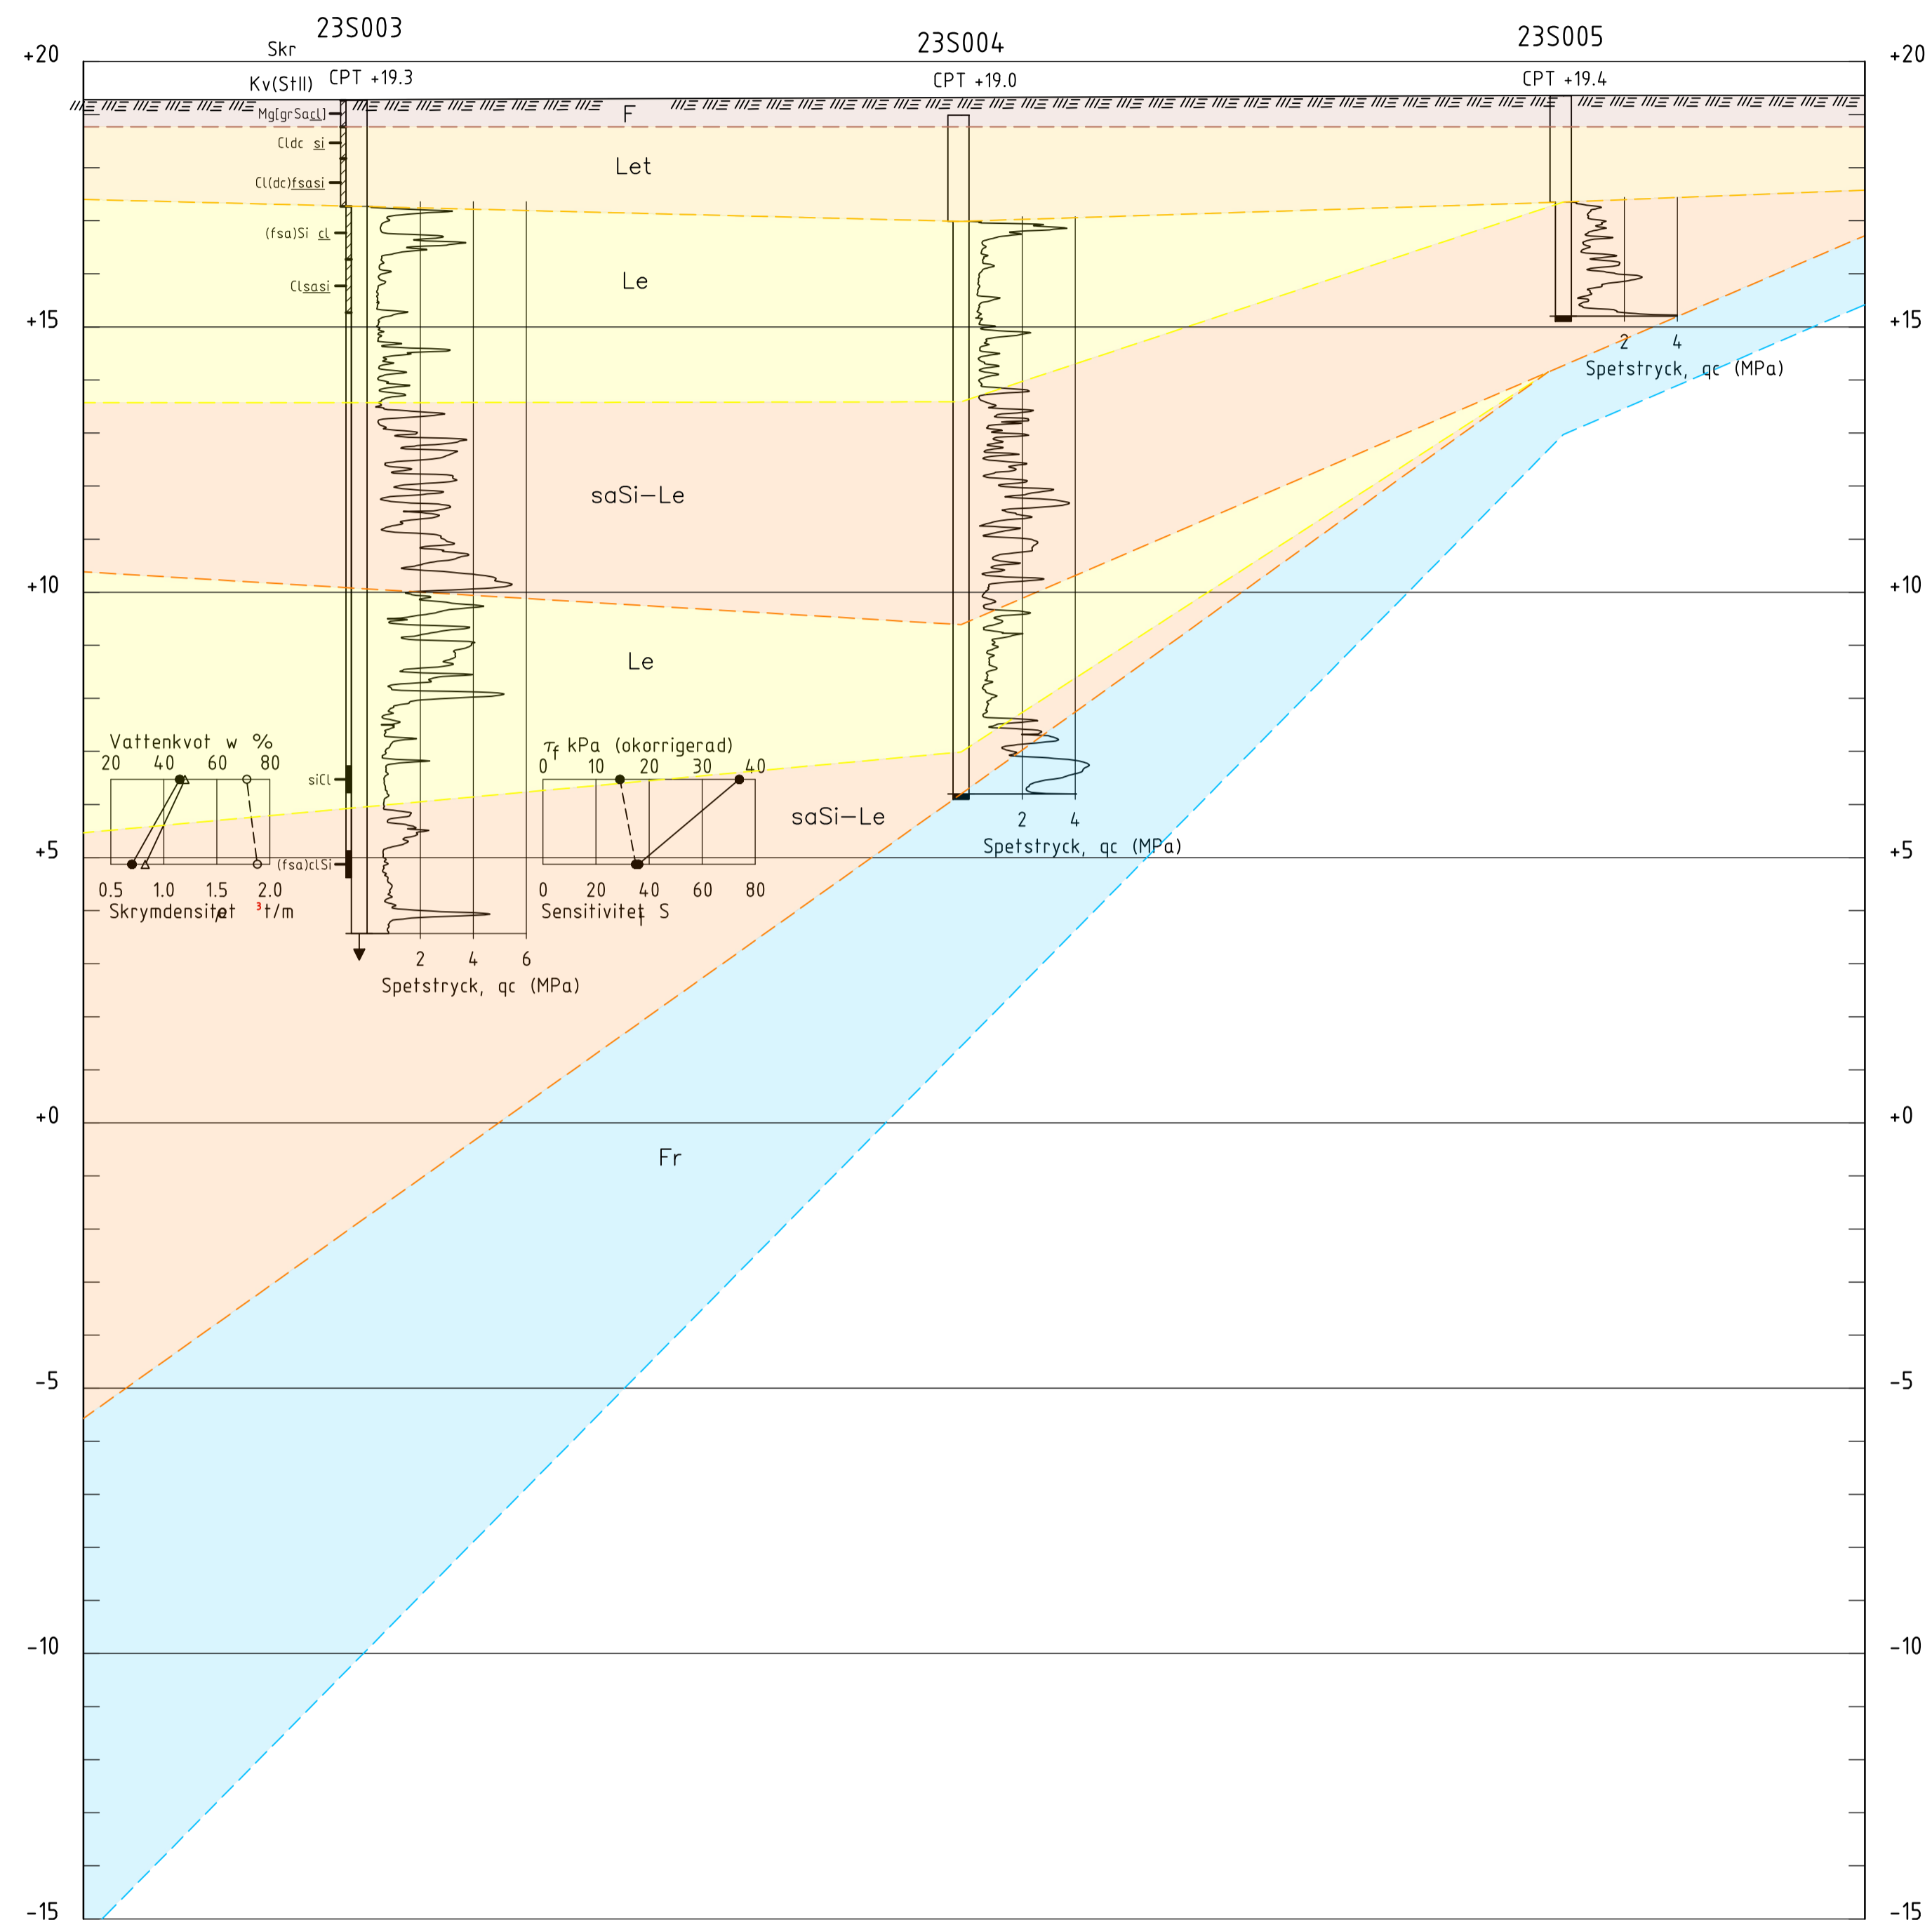 23S003
23S004
23S005
Skr
+20
+20
Kv(StII)
CPT +19.3
CPT +19.0
CPT +19.4
Mg[grSacl]
F
Cldc si
Let
Cl(dc)fsasi
(fsa)Si cl
Le
Clsasi
+15
+15
2 4
Spetstryck, qc (MPa)
saSi-Le
+10
+10
Le
Vattenkvot w %
20 40 60 80
τf kPa (okorrigerad)
0 10 20 30 40
siCl
saSi-Le
2 4
Spetstryck, qc (MPa)
+5
+5
(fsa)clSi
0.5 1.0 1.5 2.0
Skrymdensitet ρ ³t/m
0 20 40 60 80
Sensitivitet S t
2 4 6
Spetstryck, qc (MPa)
+0
+0
Fr
-5
-5
-10
-10
-15
-15